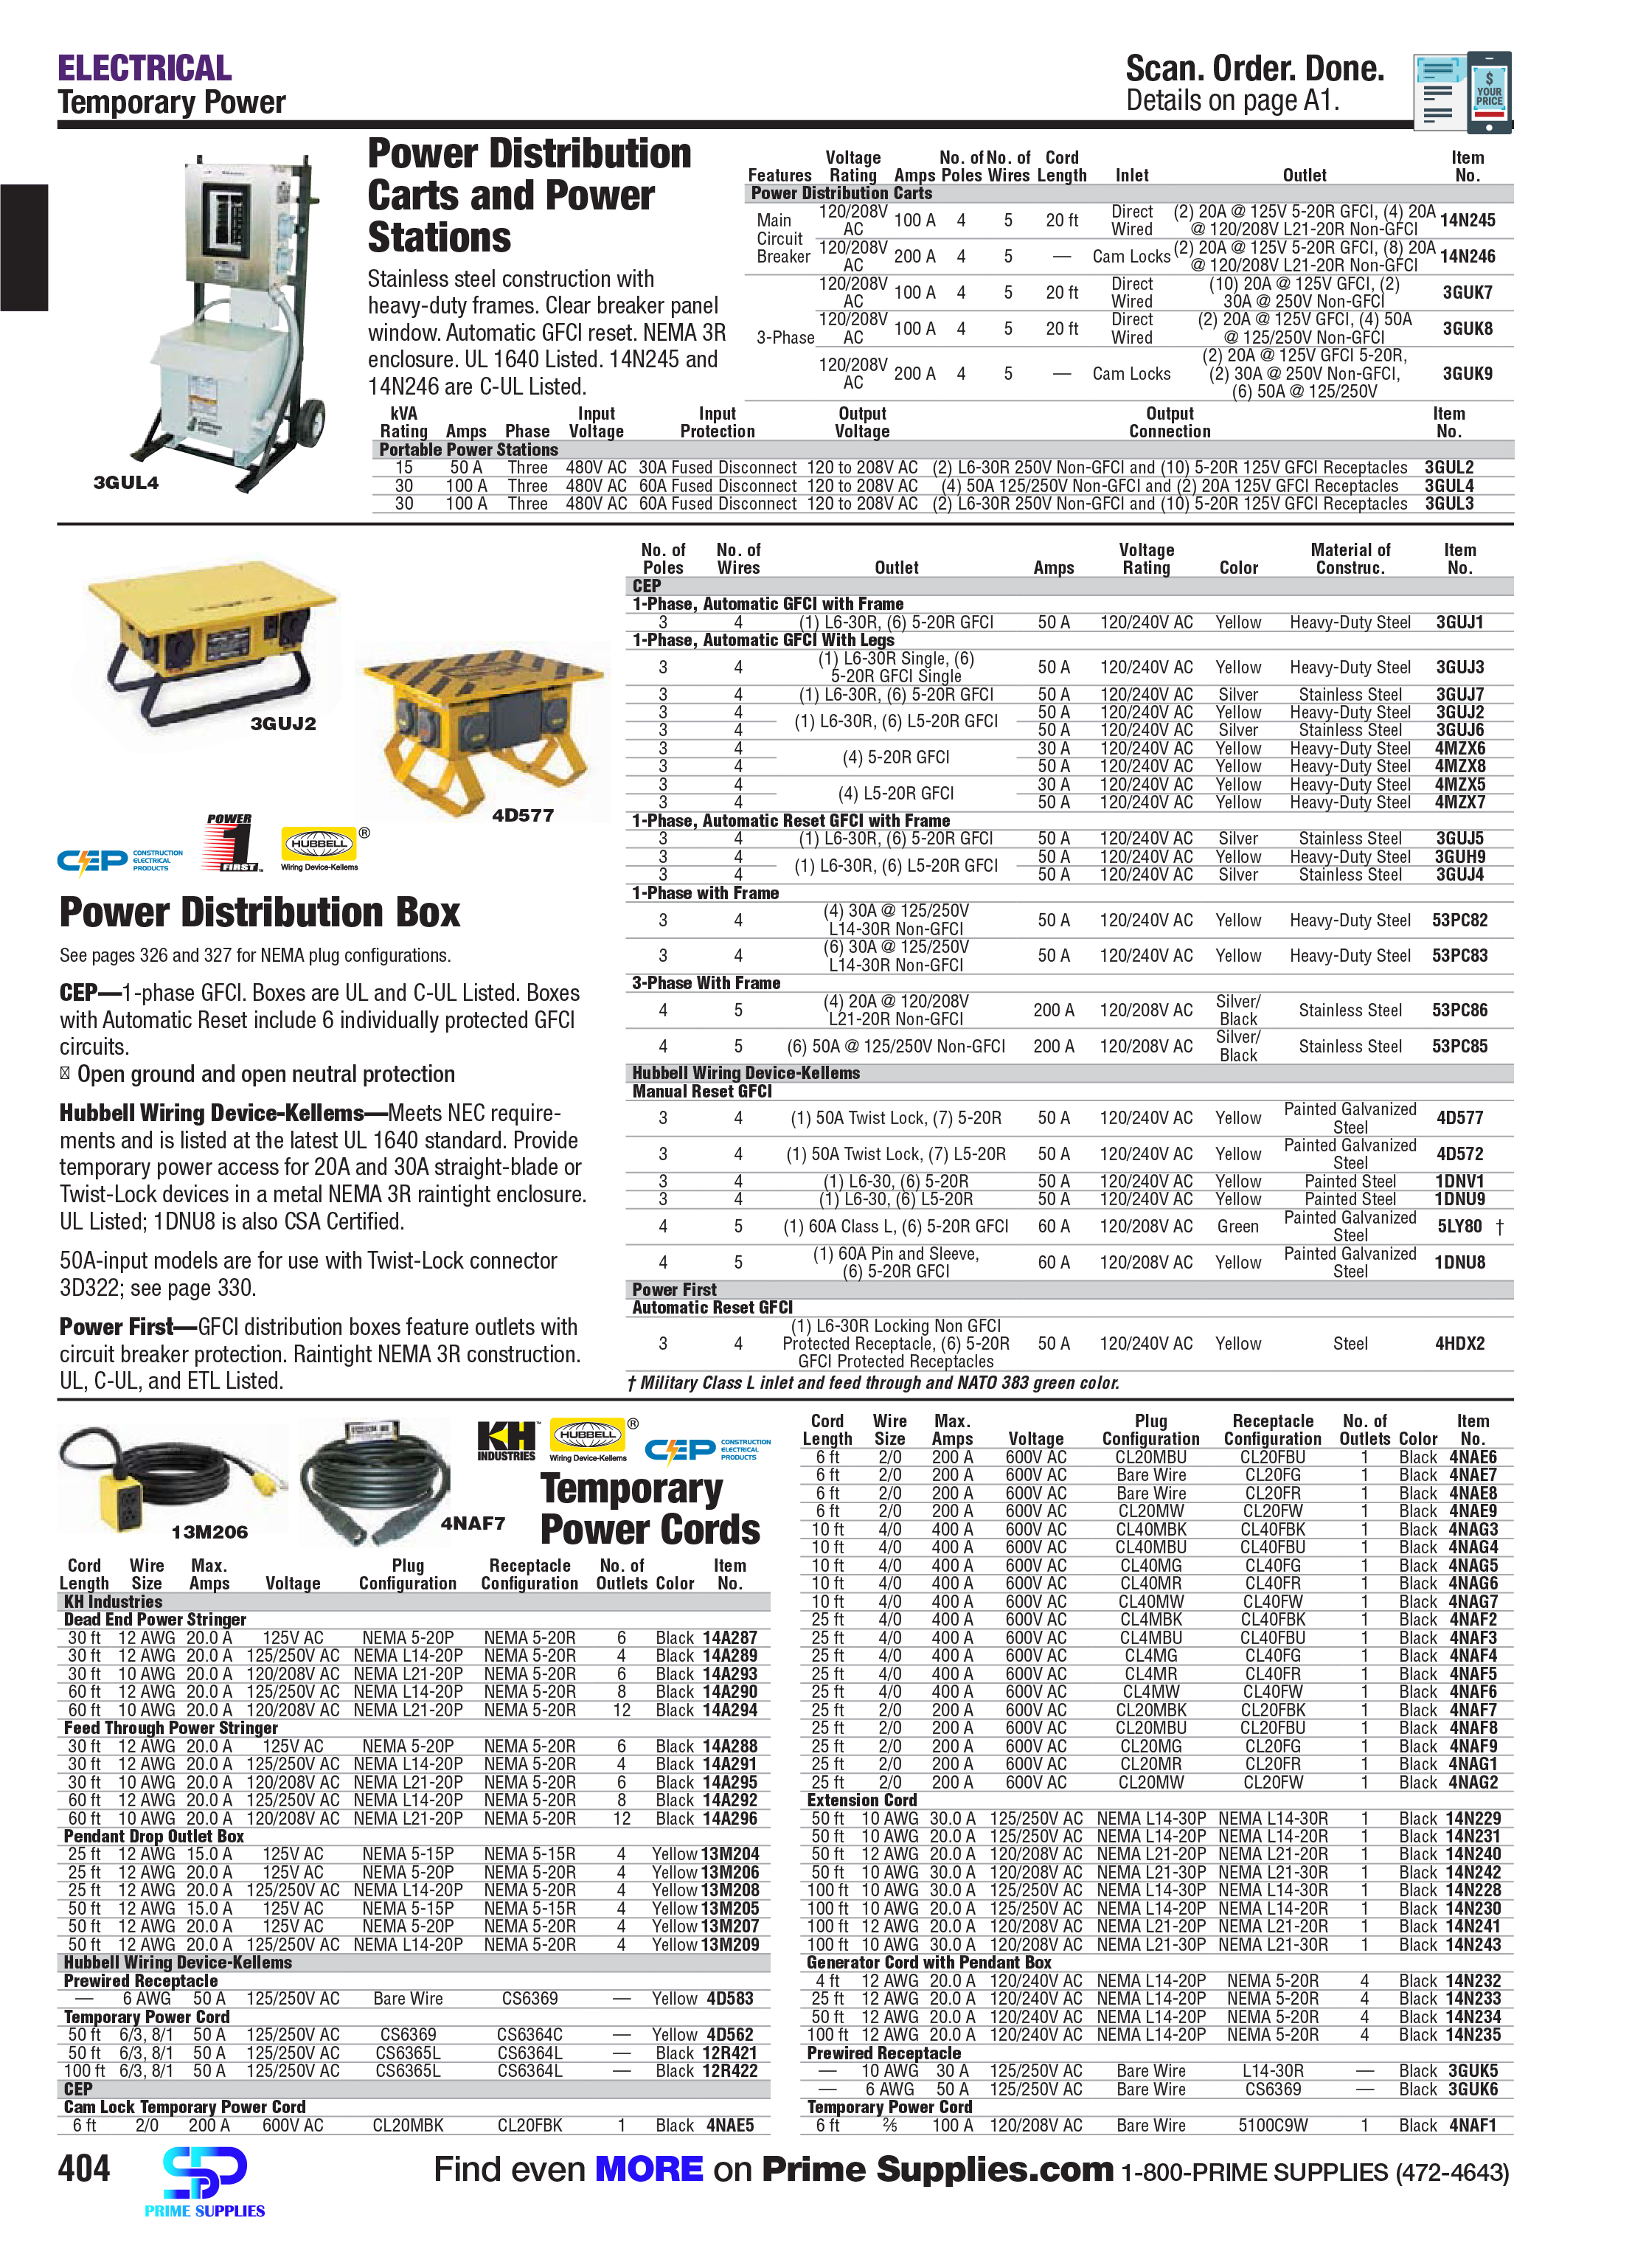 ELECTRICAL
Temporary Power
Scan. Order. Done.
Details on page A1.
$
YOUR
PRICE
3GUL4
Power Distribution
Carts and Power
Stations
Stainless steel construction with
heavy-duty frames. Clear breaker panel
window. Automatic GFCI reset. NEMA 3R
enclosure. UL 1640 Listed. 14N245 and
14N246 are C-UL Listed.
Features Voltage Rating Amps No. of Poles No. of Wires Cord Length Inlet Outlet Item No.
Power Distribution Carts
Main Circuit Breaker 120/208V AC 100 A 4 5 20 ft Direct Wired (2) 20A @ 125V 5-20R GFCI, (4) 20A @ 120/208V L21-20R Non-GFCI 14N245
120/208V AC 200 A 4 5 — Cam Locks (2) 20A @ 125V 5-20R GFCI, (8) 20A @ 120/208V L21-20R Non-GFCI 14N246
3-Phase 120/208V AC 100 A 4 5 20 ft Direct Wired (10) 20A @ 125V GFCI, (2) 30A @ 250V Non-GFCI 3GUK7
120/208V AC 100 A 4 5 20 ft Direct Wired (2) 20A @ 125V GFCI, (4) 50A @ 125/250V Non-GFCI 3GUK8
120/208V AC 200 A 4 5 — Cam Locks (2) 20A @ 125V GFCI 5-20R, (2) 30A @ 250V Non-GFCI, (6) 50A @ 125/250V 3GUK9
kVA Rating Amps Phase Input Voltage Input Protection Output Voltage Output Connection Item No.
Portable Power Stations
15 50 A Three 480V AC 30A Fused Disconnect 120 to 208V AC (2) L6-30R 250V Non-GFCI and (10) 5-20R 125V GFCI Receptacles 3GUL2
30 100 A Three 480V AC 60A Fused Disconnect 120 to 208V AC (4) 50A 125/250V Non-GFCI and (2) 20A 125V GFCI Receptacles 3GUL4
30 100 A Three 480V AC 60A Fused Disconnect 120 to 208V AC (2) L6-30R 250V Non-GFCI and (10) 5-20R 125V GFCI Receptacles 3GUL3
3GUJ2
4D577
CEP CONSTRUCTION ELECTRICAL PRODUCTS
POWER 1 FIRST
HUBBELL ® Wiring Device-Kellems
Power Distribution Box
See pages 326 and 327 for NEMA plug configurations.
CEP—1-phase GFCI. Boxes are UL and C-UL Listed. Boxes
with Automatic Reset include 6 individually protected GFCI
circuits.
Open ground and open neutral protection
Hubbell Wiring Device-Kellems—Meets NEC require-
ments and is listed at the latest UL 1640 standard. Provide
temporary power access for 20A and 30A straight-blade or
Twist-Lock devices in a metal NEMA 3R raintight enclosure.
UL Listed; 1DNU8 is also CSA Certified.
50A-input models are for use with Twist-Lock connector
3D322; see page 330.
Power First—GFCI distribution boxes feature outlets with
circuit breaker protection. Raintight NEMA 3R construction.
UL, C-UL, and ETL Listed.
No. of Poles No. of Wires Outlet Amps Voltage Rating Color Material of Construc. Item No.
CEP
1-Phase, Automatic GFCI with Frame
3 4 (1) L6-30R, (6) 5-20R GFCI 50 A 120/240V AC Yellow Heavy-Duty Steel 3GUJ1
1-Phase, Automatic GFCI With Legs
3 4 (1) L6-30R Single, (6) 5-20R GFCI Single 50 A 120/240V AC Yellow Heavy-Duty Steel 3GUJ3
3 4 (1) L6-30R, (6) 5-20R GFCI 50 A 120/240V AC Silver Stainless Steel 3GUJ7
3 4 (1) L6-30R, (6) L5-20R GFCI 50 A 120/240V AC Yellow Heavy-Duty Steel 3GUJ2
3 4 50 A 120/240V AC Silver Stainless Steel 3GUJ6
3 4 (4) 5-20R GFCI 30 A 120/240V AC Yellow Heavy-Duty Steel 4MZX6
3 4 50 A 120/240V AC Yellow Heavy-Duty Steel 4MZX8
3 4 (4) L5-20R GFCI 30 A 120/240V AC Yellow Heavy-Duty Steel 4MZX5
3 4 50 A 120/240V AC Yellow Heavy-Duty Steel 4MZX7
1-Phase, Automatic Reset GFCI with Frame
3 4 (1) L6-30R, (6) 5-20R GFCI 50 A 120/240V AC Silver Stainless Steel 3GUJ5
3 4 (1) L6-30R, (6) L5-20R GFCI 50 A 120/240V AC Yellow Heavy-Duty Steel 3GUH9
3 4 50 A 120/240V AC Silver Stainless Steel 3GUJ4
1-Phase with Frame
3 4 (4) 30A @ 125/250V L14-30R Non-GFCI 50 A 120/240V AC Yellow Heavy-Duty Steel 53PC82
3 4 (6) 30A @ 125/250V L14-30R Non-GFCI 50 A 120/240V AC Yellow Heavy-Duty Steel 53PC83
3-Phase With Frame
4 5 (4) 20A @ 120/208V L21-20R Non-GFCI 200 A 120/208V AC Silver/Black Stainless Steel 53PC86
4 5 (6) 50A @ 125/250V Non-GFCI 200 A 120/208V AC Silver/Black Stainless Steel 53PC85
Hubbell Wiring Device-Kellems
Manual Reset GFCI
3 4 (1) 50A Twist Lock, (7) 5-20R 50 A 120/240V AC Yellow Painted Galvanized Steel 4D577
3 4 (1) 50A Twist Lock, (7) L5-20R 50 A 120/240V AC Yellow Painted Galvanized Steel 4D572
3 4 (1) L6-30, (6) 5-20R 50 A 120/240V AC Yellow Painted Steel 1DNV1
3 4 (1) L6-30, (6) L5-20R 50 A 120/240V AC Yellow Painted Steel 1DNU9
4 5 (1) 60A Class L, (6) 5-20R GFCI 60 A 120/208V AC Green Painted Galvanized Steel 5LY80 †
4 5 (1) 60A Pin and Sleeve, (6) 5-20R GFCI 60 A 120/208V AC Yellow Painted Galvanized Steel 1DNU8
Power First
Automatic Reset GFCI
3 4 (1) L6-30R Locking Non GFCI Protected Receptacle, (6) 5-20R GFCI Protected Receptacles 50 A 120/240V AC Yellow Steel 4HDX2
† Military Class L inlet and feed through and NATO 383 green color.
13M206
4NAF7
KH INDUSTRIES
HUBBELL ® Wiring Device-Kellems
CEP CONSTRUCTION ELECTRICAL PRODUCTS
Temporary
Power Cords
Cord Length Wire Size Max. Amps Voltage Plug Configuration Receptacle Configuration No. of Outlets Color Item No.
KH Industries
Dead End Power Stringer
30 ft 12 AWG 20.0 A 125V AC NEMA 5-20P NEMA 5-20R 6 Black 14A287
30 ft 12 AWG 20.0 A 125/250V AC NEMA L14-20P NEMA 5-20R 4 Black 14A289
30 ft 10 AWG 20.0 A 120/208V AC NEMA L21-20P NEMA 5-20R 6 Black 14A293
60 ft 12 AWG 20.0 A 125/250V AC NEMA L14-20P NEMA 5-20R 8 Black 14A290
60 ft 10 AWG 20.0 A 120/208V AC NEMA L21-20P NEMA 5-20R 12 Black 14A294
Feed Through Power Stringer
30 ft 12 AWG 20.0 A 125V AC NEMA 5-20P NEMA 5-20R 6 Black 14A288
30 ft 12 AWG 20.0 A 125/250V AC NEMA L14-20P NEMA 5-20R 4 Black 14A291
30 ft 10 AWG 20.0 A 120/208V AC NEMA L21-20P NEMA 5-20R 6 Black 14A295
60 ft 12 AWG 20.0 A 125/250V AC NEMA L14-20P NEMA 5-20R 8 Black 14A292
60 ft 10 AWG 20.0 A 120/208V AC NEMA L21-20P NEMA 5-20R 12 Black 14A296
Pendant Drop Outlet Box
25 ft 12 AWG 15.0 A 125V AC NEMA 5-15P NEMA 5-15R 4 Yellow 13M204
25 ft 12 AWG 20.0 A 125V AC NEMA 5-20P NEMA 5-20R 4 Yellow 13M206
25 ft 12 AWG 20.0 A 125/250V AC NEMA L14-20P NEMA 5-20R 4 Yellow 13M208
50 ft 12 AWG 15.0 A 125V AC NEMA 5-15P NEMA 5-15R 4 Yellow 13M205
50 ft 12 AWG 20.0 A 125V AC NEMA 5-20P NEMA 5-20R 4 Yellow 13M207
50 ft 12 AWG 20.0 A 125/250V AC NEMA L14-20P NEMA 5-20R 4 Yellow 13M209
Hubbell Wiring Device-Kellems
Prewired Receptacle
— 6 AWG 50 A 125/250V AC Bare Wire CS6369 — Yellow 4D583
Temporary Power Cord
50 ft 6/3, 8/1 50 A 125/250V AC CS6369 CS6364C — Yellow 4D562
50 ft 6/3, 8/1 50 A 125/250V AC CS6365L CS6364L — Black 12R421
100 ft 6/3, 8/1 50 A 125/250V AC CS6365L CS6364L — Black 12R422
CEP
Cam Lock Temporary Power Cord
6 ft 2/0 200 A 600V AC CL20MBK CL20FBK 1 Black 4NAE5
Cord Length Wire Size Max. Amps Voltage Plug Configuration Receptacle Configuration No. of Outlets Color Item No.
6 ft 2/0 200 A 600V AC CL20MBU CL20FBU 1 Black 4NAE6
6 ft 2/0 200 A 600V AC Bare Wire CL20FG 1 Black 4NAE7
6 ft 2/0 200 A 600V AC Bare Wire CL20FR 1 Black 4NAE8
6 ft 2/0 200 A 600V AC CL20MW CL20FW 1 Black 4NAE9
10 ft 4/0 400 A 600V AC CL40MBK CL40FBK 1 Black 4NAG3
10 ft 4/0 400 A 600V AC CL40MBU CL40FBU 1 Black 4NAG4
10 ft 4/0 400 A 600V AC CL40MG CL40FG 1 Black 4NAG5
10 ft 4/0 400 A 600V AC CL40MR CL40FR 1 Black 4NAG6
10 ft 4/0 400 A 600V AC CL40MW CL40FW 1 Black 4NAG7
25 ft 4/0 400 A 600V AC CL4MBK CL40FBK 1 Black 4NAF2
25 ft 4/0 400 A 600V AC CL4MBU CL40FBU 1 Black 4NAF3
25 ft 4/0 400 A 600V AC CL4MG CL40FG 1 Black 4NAF4
25 ft 4/0 400 A 600V AC CL4MR CL40FR 1 Black 4NAF5
25 ft 4/0 400 A 600V AC CL4MW CL40FW 1 Black 4NAF6
25 ft 2/0 200 A 600V AC CL20MBK CL20FBK 1 Black 4NAF7
25 ft 2/0 200 A 600V AC CL20MBU CL20FBU 1 Black 4NAF8
25 ft 2/0 200 A 600V AC CL20MG CL20FG 1 Black 4NAF9
25 ft 2/0 200 A 600V AC CL20MR CL20FR 1 Black 4NAG1
25 ft 2/0 200 A 600V AC CL20MW CL20FW 1 Black 4NAG2
Extension Cord
50 ft 10 AWG 30.0 A 125/250V AC NEMA L14-30P NEMA L14-30R 1 Black 14N229
50 ft 10 AWG 20.0 A 125/250V AC NEMA L14-20P NEMA L14-20R 1 Black 14N231
50 ft 12 AWG 20.0 A 120/208V AC NEMA L21-20P NEMA L21-20R 1 Black 14N240
50 ft 10 AWG 30.0 A 120/208V AC NEMA L21-30P NEMA L21-30R 1 Black 14N242
100 ft 10 AWG 30.0 A 125/250V AC NEMA L14-30P NEMA L14-30R 1 Black 14N228
100 ft 10 AWG 20.0 A 125/250V AC NEMA L14-20P NEMA L14-20R 1 Black 14N230
100 ft 12 AWG 20.0 A 120/208V AC NEMA L21-20P NEMA L21-20R 1 Black 14N241
100 ft 10 AWG 30.0 A 120/208V AC NEMA L21-30P NEMA L21-30R 1 Black 14N243
Generator Cord with Pendant Box
4 ft 12 AWG 20.0 A 120/240V AC NEMA L14-20P NEMA 5-20R 4 Black 14N232
25 ft 12 AWG 20.0 A 120/240V AC NEMA L14-20P NEMA 5-20R 4 Black 14N233
50 ft 12 AWG 20.0 A 120/240V AC NEMA L14-20P NEMA 5-20R 4 Black 14N234
100 ft 12 AWG 20.0 A 120/240V AC NEMA L14-20P NEMA 5-20R 4 Black 14N235
Prewired Receptacle
— 10 AWG 30 A 125/250V AC Bare Wire L14-30R — Black 3GUK5
— 6 AWG 50 A 125/250V AC Bare Wire CS6369 — Black 3GUK6
Temporary Power Cord
6 ft ⅖ 100 A 120/208V AC Bare Wire 5100C9W 1 Black 4NAF1
404
PRIME SUPPLIES
Find even MORE on Prime Supplies.com 1-800-PRIME SUPPLIES (472-4643)